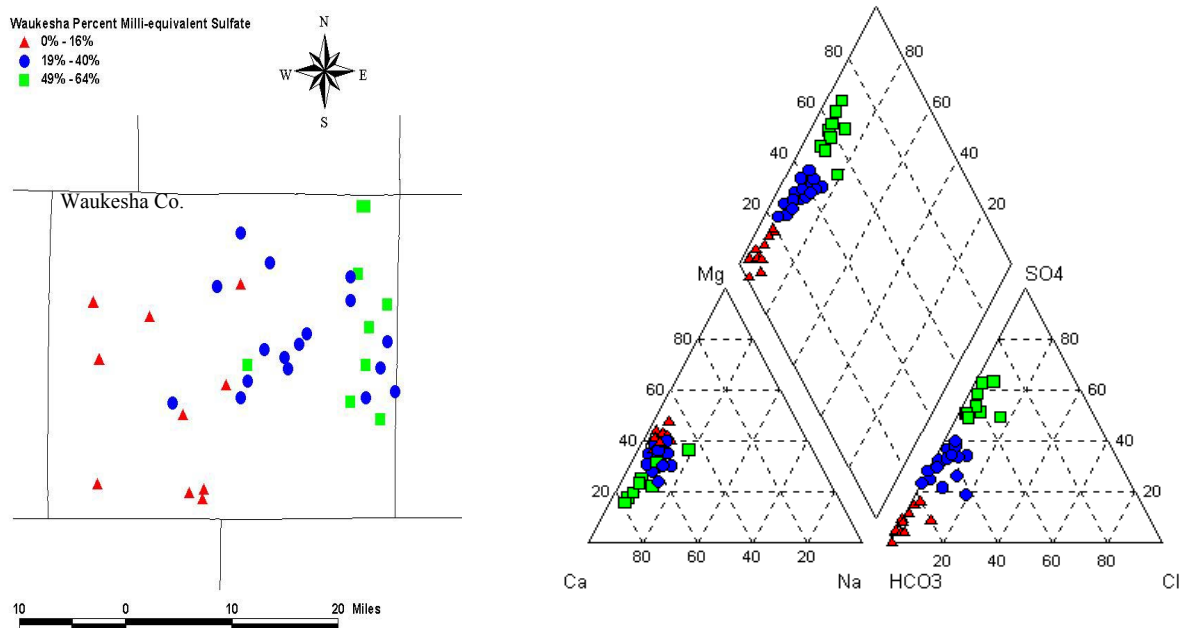 Waukesha Percent Milli-equivalent Sulfate
0% - 16%
19% - 40%
49% - 64%
N
W E
S
Waukesha Co.
10 0 10 20 Miles
80 80
60 60
40 40
20 20
Mg SO4
80 80
60 60
40 40
20 20
80 60 40 20
20 40 60 80
Ca Na HCO3 Cl